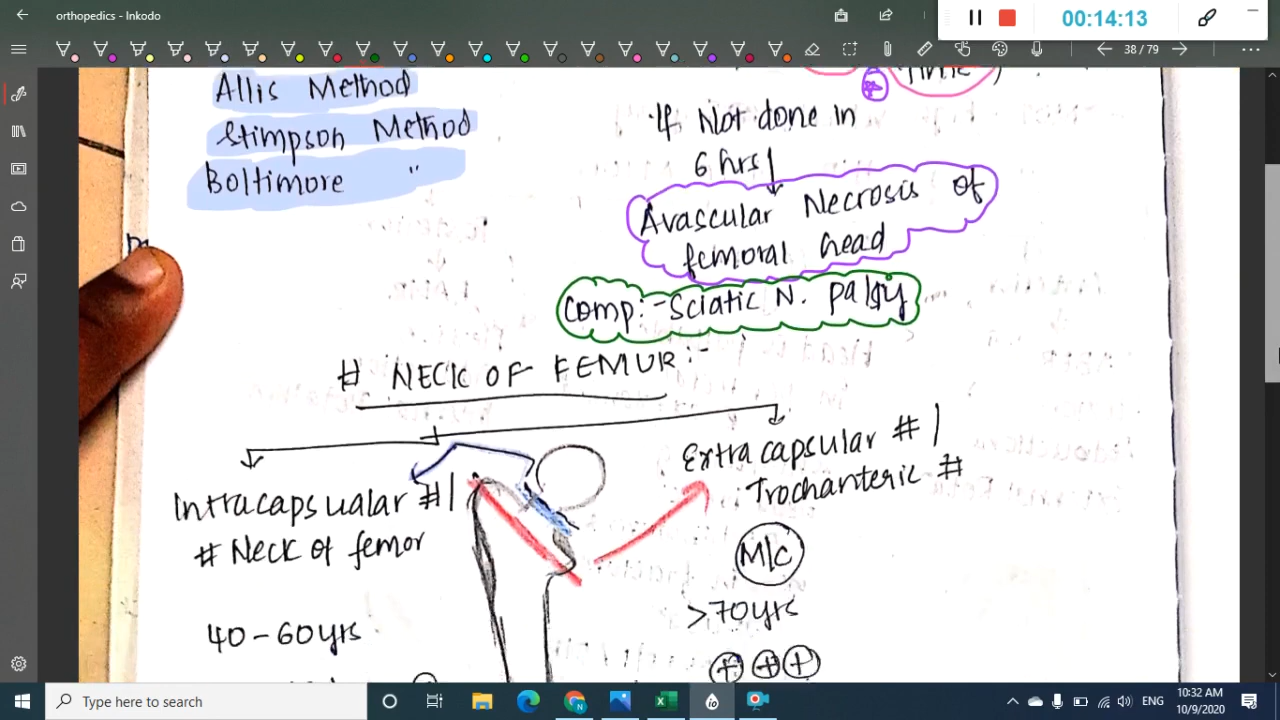 orthopedics - Inkodo
00:14:13
38 / 79
Allis Method
Stimpson Method
Boltimore "
If Not done in
6 hrs
Avascular Necrosis of
femoral head
Comp:- Sciatic N. palsy
# NECK OF FEMUR:-
Intracapsualar # |
# Neck of femor
40-60yrs
Extracapsular # |
Trochanteric #
M/c
>70yrs
+ + +
Type here to search
ENG
10:32 AM
10/9/2020